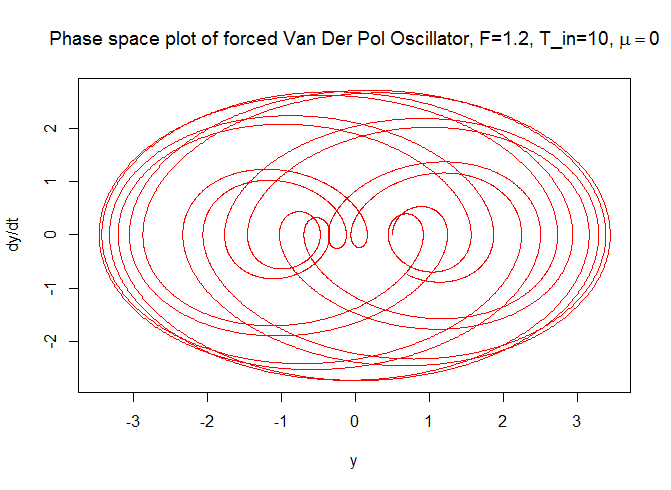 Phase space plot of forced Van Der Pol Oscillator, F=1.2, T_in=10, μ = 0
dy/dt
2
1
0
-1
-2
-3 -2 -1 0 1 2 3
y